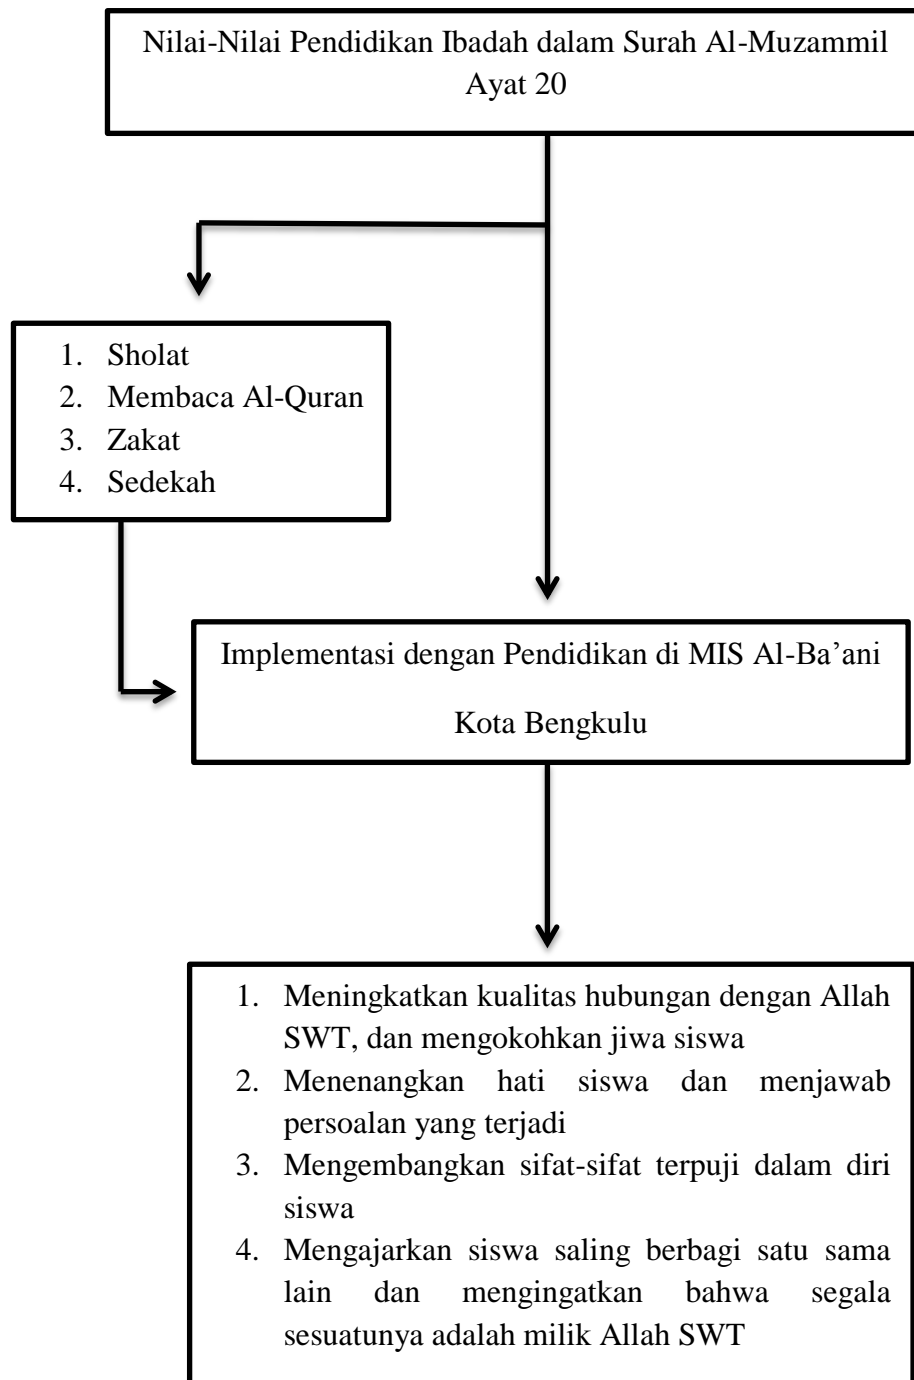 Nilai-Nilai Pendidikan Ibadah dalam Surah Al-Muzammil
Ayat 20
1. Sholat
2. Membaca Al-Quran
3. Zakat
4. Sedekah
Implementasi dengan Pendidikan di MIS Al-Ba’ani
Kota Bengkulu
1. Meningkatkan kualitas hubungan dengan Allah
SWT, dan mengokohkan jiwa siswa
2. Menenangkan hati siswa dan menjawab
persoalan yang terjadi
3. Mengembangkan sifat-sifat terpuji dalam diri
siswa
4. Mengajarkan siswa saling berbagi satu sama
lain dan mengingatkan bahwa segala
sesuatunya adalah milik Allah SWT